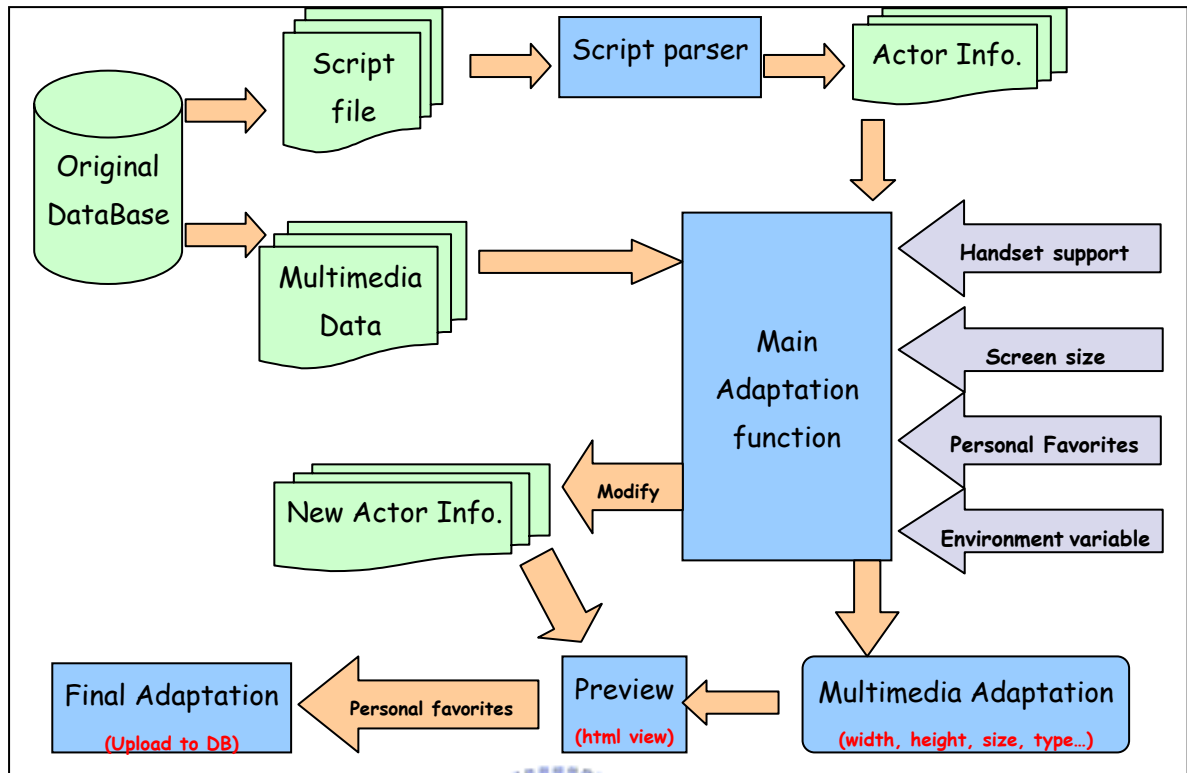 Script
file
Script parser
Actor Info.
Original
DataBase
Multimedia
Data
Main
Adaptation
function
Handset support
Screen size
Personal Favorites
Environment variable
Modify
New Actor Info.
Final Adaptation
(Upload to DB)
Personal favorites
Preview
(html view)
Multimedia Adaptation
(width, height, size, type…)